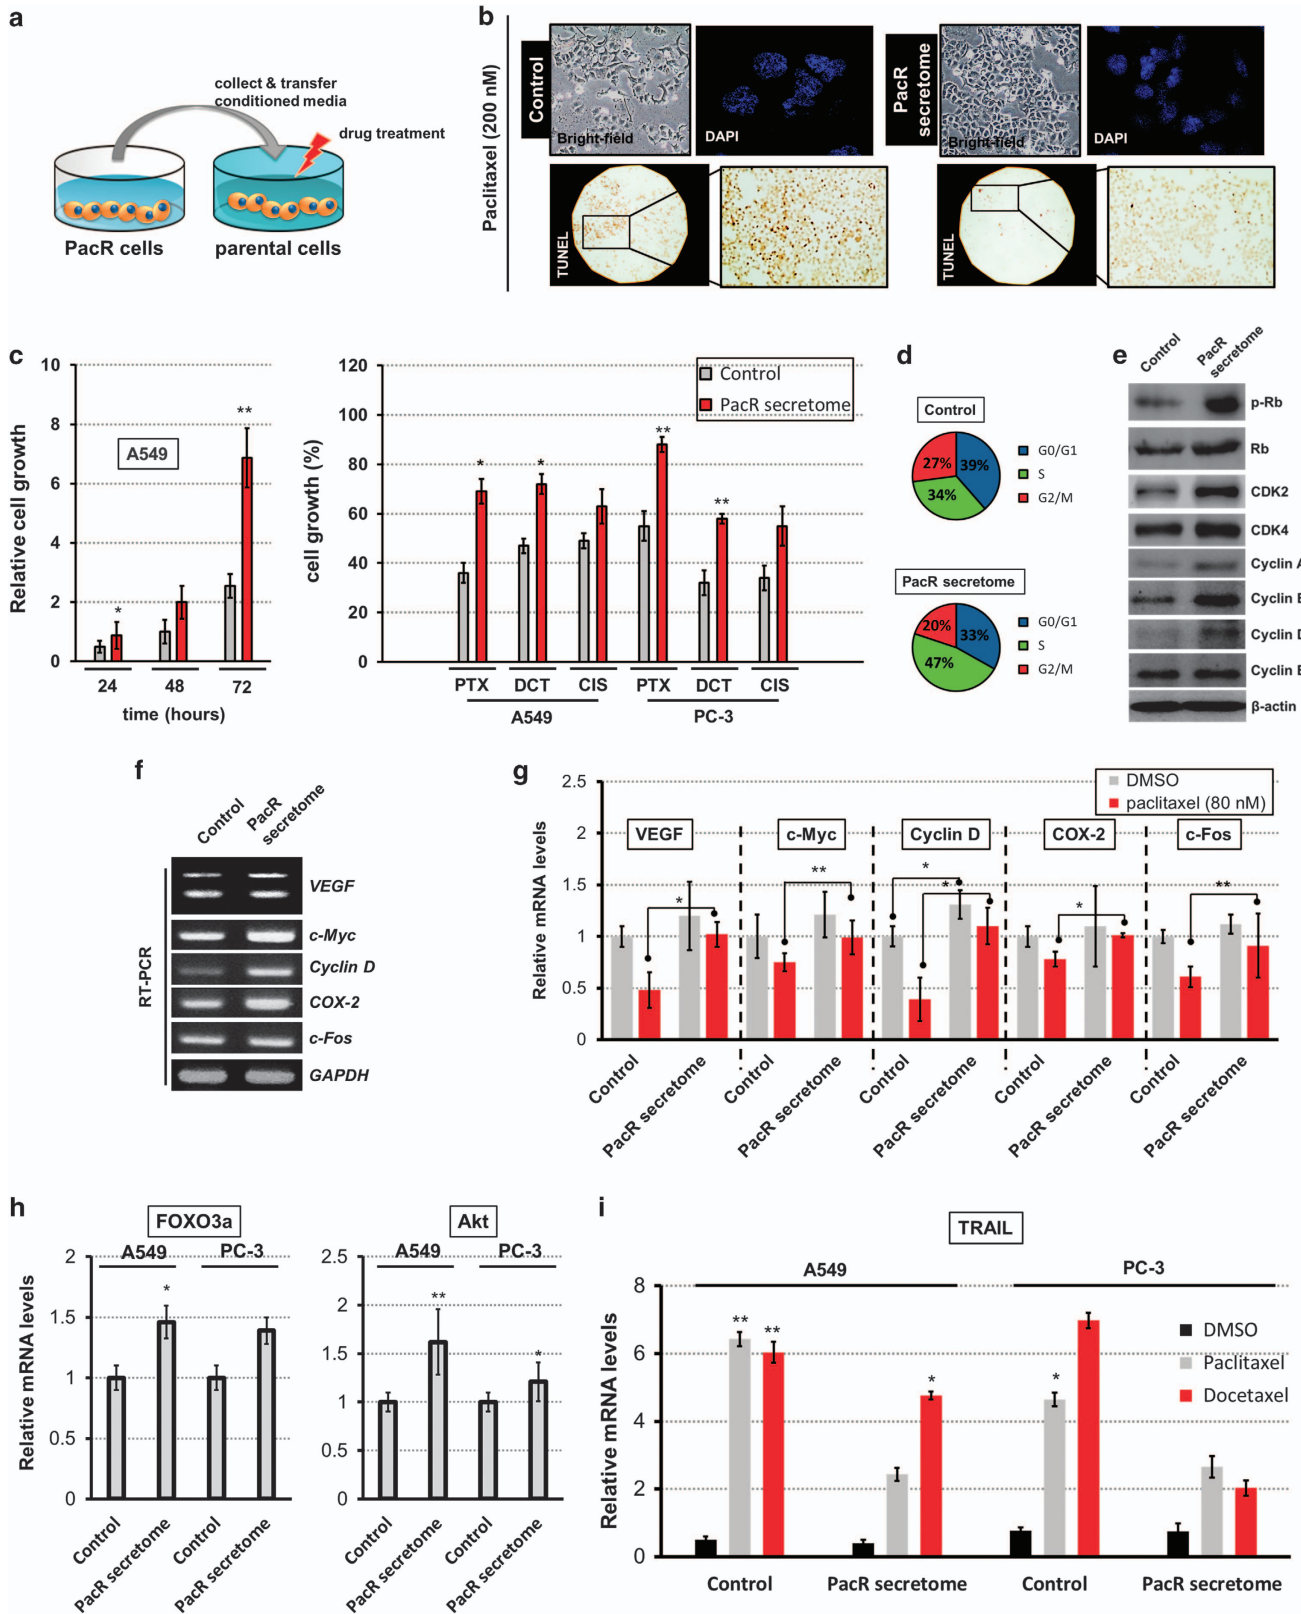 a
collect & transfer
conditioned media
drug treatment
PacR cells
parental cells
b
Paclitaxel (200 nM)
Control
Bright-field
DAPI
TUNEL
PacR
secretome
Bright-field
DAPI
TUNEL
c
Relative cell growth
10
8
6
4
2
0
A549
*
**
24
48
72
time (hours)
cell growth (%)
120
100
80
60
40
20
0
Control
PacR secretome
*
*
**
**
PTX
DCT
CIS
PTX
DCT
CIS
A549
PC-3
d
Control
27%
39%
34%
G0/G1
S
G2/M
PacR secretome
20%
33%
47%
G0/G1
S
G2/M
e
Control
PacR
secretome
p-Rb
Rb
CDK2
CDK4
Cyclin A
Cyclin
Cyclin D
Cyclin
β-actin
f
Control
PacR
secretome
RT-PCR
VEGF
c-Myc
Cyclin D
COX-2
c-Fos
GAPDH
g
Relative mRNA levels
2.5
2
1.5
1
0.5
0
DMSO
paclitaxel (80 nM)
VEGF
c-Myc
Cyclin D
COX-2
c-Fos
*
**
*
*
*
**
Control
PacR secretome
Control
PacR secretome
Control
PacR secretome
Control
PacR secretome
Control
PacR secretome
h
FOXO3a
A549
PC-3
Relative mRNA levels
2
1.5
1
0.5
0
*
Control
PacR secretome
Control
PacR secretome
Akt
A549
PC-3
2.5
2
1.5
1
0.5
0
**
*
Control
PacR secretome
Control
PacR secretome
i
TRAIL
A549
PC-3
Relative mRNA levels
8
6
4
2
0
DMSO
Paclitaxel
Docetaxel
**
**
*
*
Control
PacR secretome
Control
PacR secretome